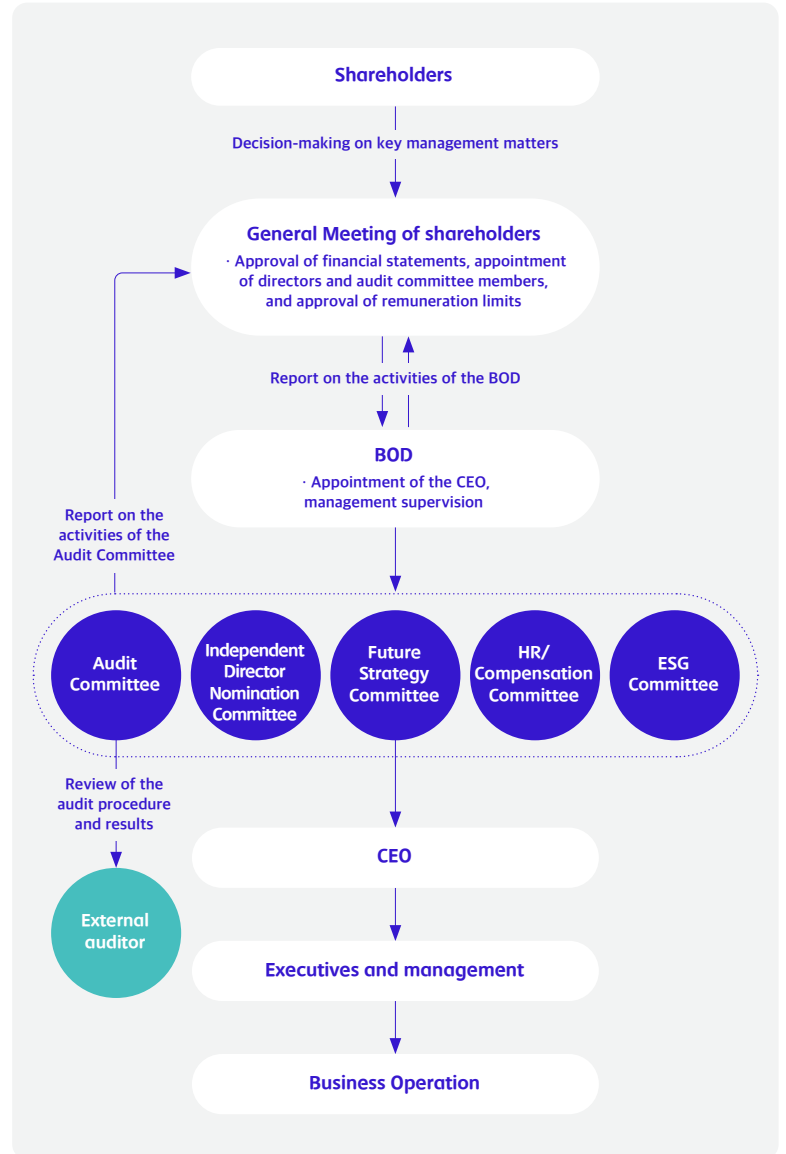 Shareholders
Decision-making on key management matters
General Meeting of shareholders
· Approval of financial statements, appointment
of directors and audit committee members,
and approval of remuneration limits
Report on the activities of the BOD
BOD
· Appointment of the CEO,
management supervision
Report on the
activities of the
Audit Committee
Audit
Committee
Independent
Director
Nomination
Committee
Future
Strategy
Committee
HR/
Compensation
Committee
ESG
Committee
Review of the
audit procedure
and results
External
auditor
CEO
Executives and management
Business Operation